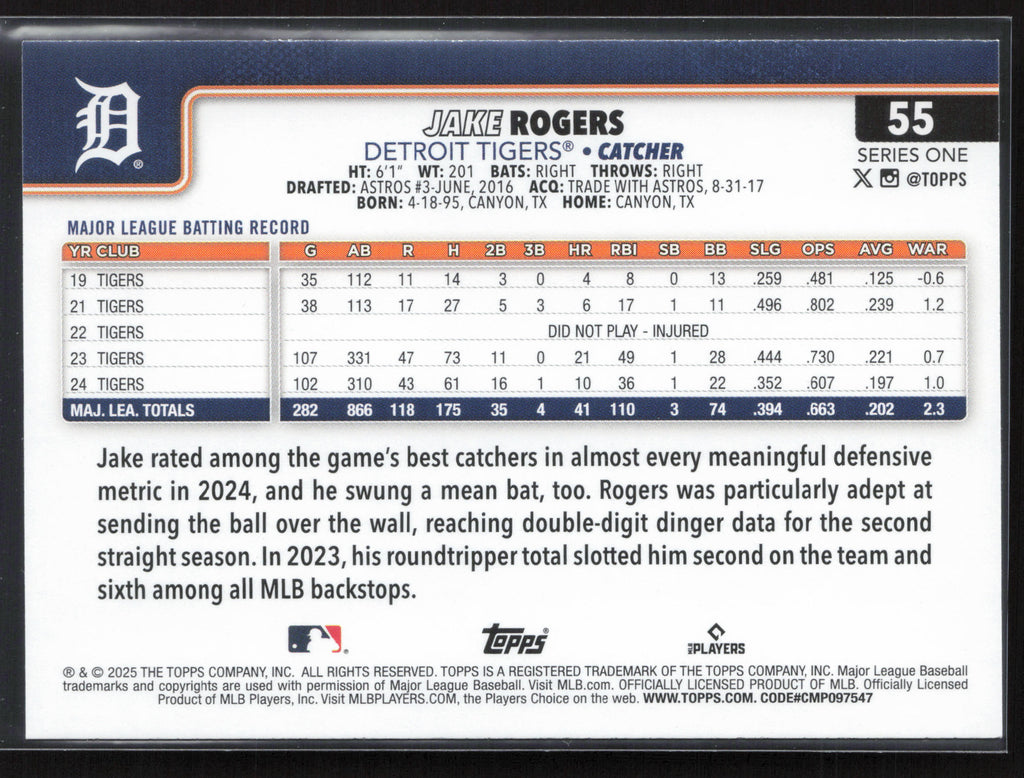 D
JAKE ROGERS
55
DETROIT TIGERS® • CATCHER
SERIES ONE
HT: 6'1" WT: 201 BATS: RIGHT THROWS: RIGHT
X @TOPPS
DRAFTED: ASTROS #3-JUNE, 2016 ACQ: TRADE WITH ASTROS, 8-31-17
BORN: 4-18-95, CANYON, TX HOME: CANYON, TX
MAJOR LEAGUE BATTING RECORD
YR CLUB G AB R H 2B 3B HR RBI SB BB SLG OPS AVG WAR
19 TIGERS 35 112 11 14 3 0 4 8 0 13 .259 .481 .125 -0.6
21 TIGERS 38 113 17 27 5 3 6 17 1 11 .496 .802 .239 1.2
22 TIGERS DID NOT PLAY - INJURED
23 TIGERS 107 331 47 73 11 0 21 49 1 28 .444 .730 .221 0.7
24 TIGERS 102 310 43 61 16 1 10 36 1 22 .352 .607 .197 1.0
MAJ. LEA. TOTALS 282 866 118 175 35 4 41 110 3 74 .394 .663 .202 2.3
Jake rated among the game's best catchers in almost every meaningful defensive
metric in 2024, and he swung a mean bat, too. Rogers was particularly adept at
sending the ball over the wall, reaching double-digit dinger data for the second
straight season. In 2023, his roundtripper total slotted him second on the team and
sixth among all MLB backstops.
Topps®
MLB PLAYERS
® & © 2025 THE TOPPS COMPANY, INC. ALL RIGHTS RESERVED. TOPPS IS A REGISTERED TRADEMARK OF THE TOPPS COMPANY, INC. Major League Baseball
trademarks and copyrights are used with permission of Major League Baseball. Visit MLB.com. OFFICIALLY LICENSED PRODUCT OF MLB. Officially Licensed
Product of MLB Players, Inc. Visit MLBPLAYERS.COM, the Players Choice on the web. WWW.TOPPS.COM. CODE#CMP097547